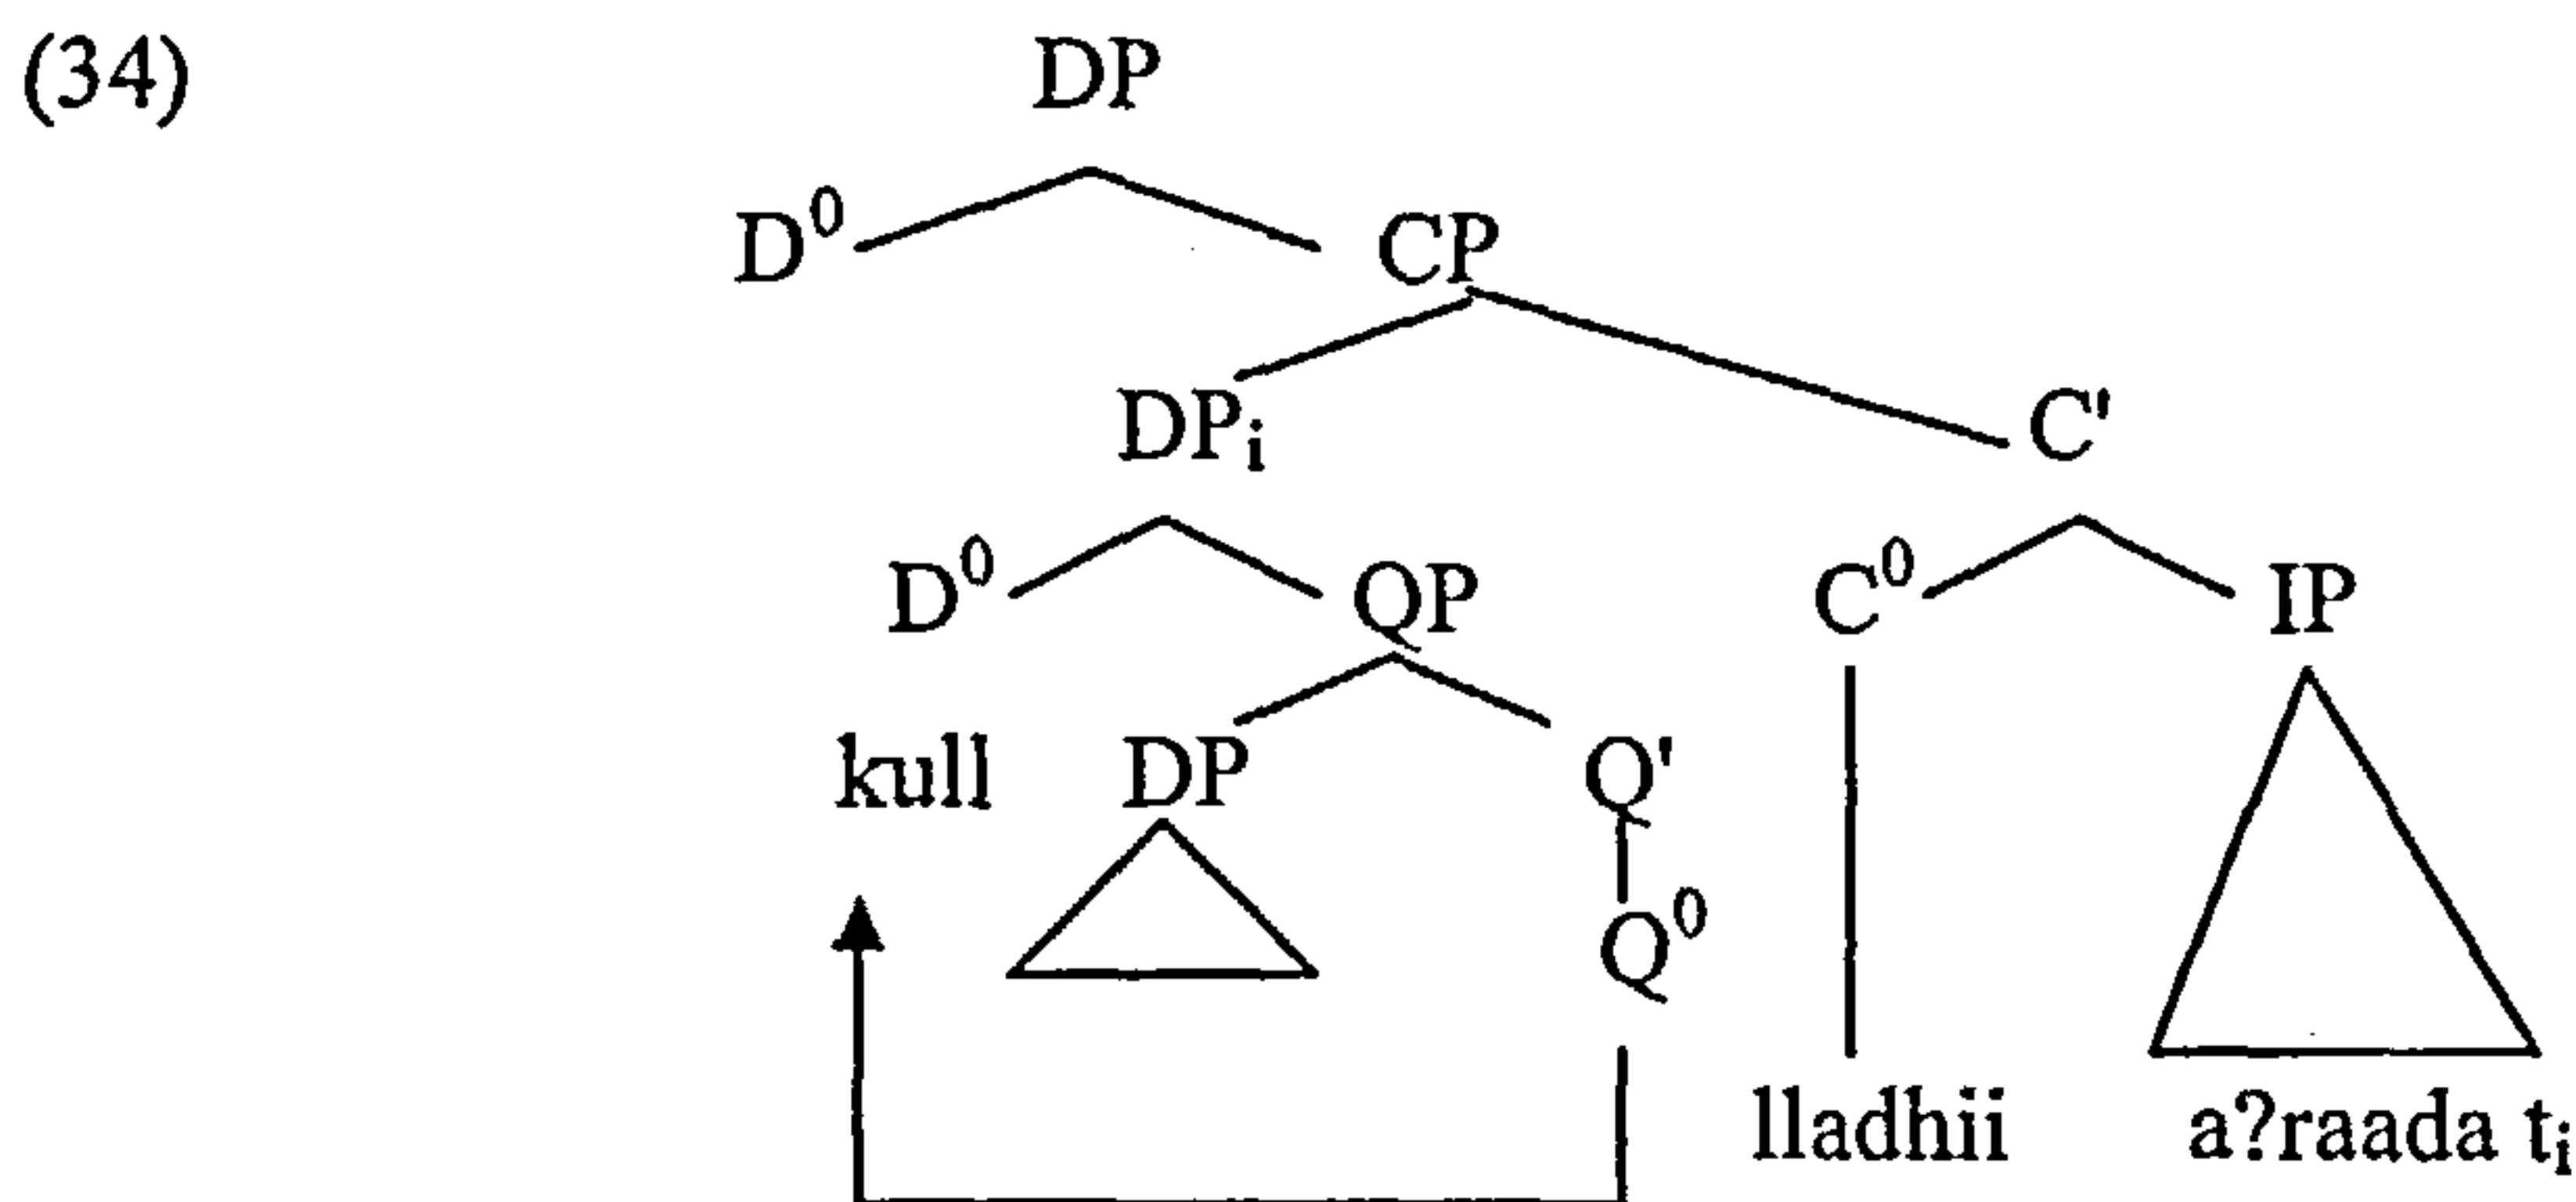 (34) DP
D⁰ CP
DPᵢ C'
D⁰ QP C⁰ IP
kull DP Q'
Q⁰
lladhii a?raada tᵢ